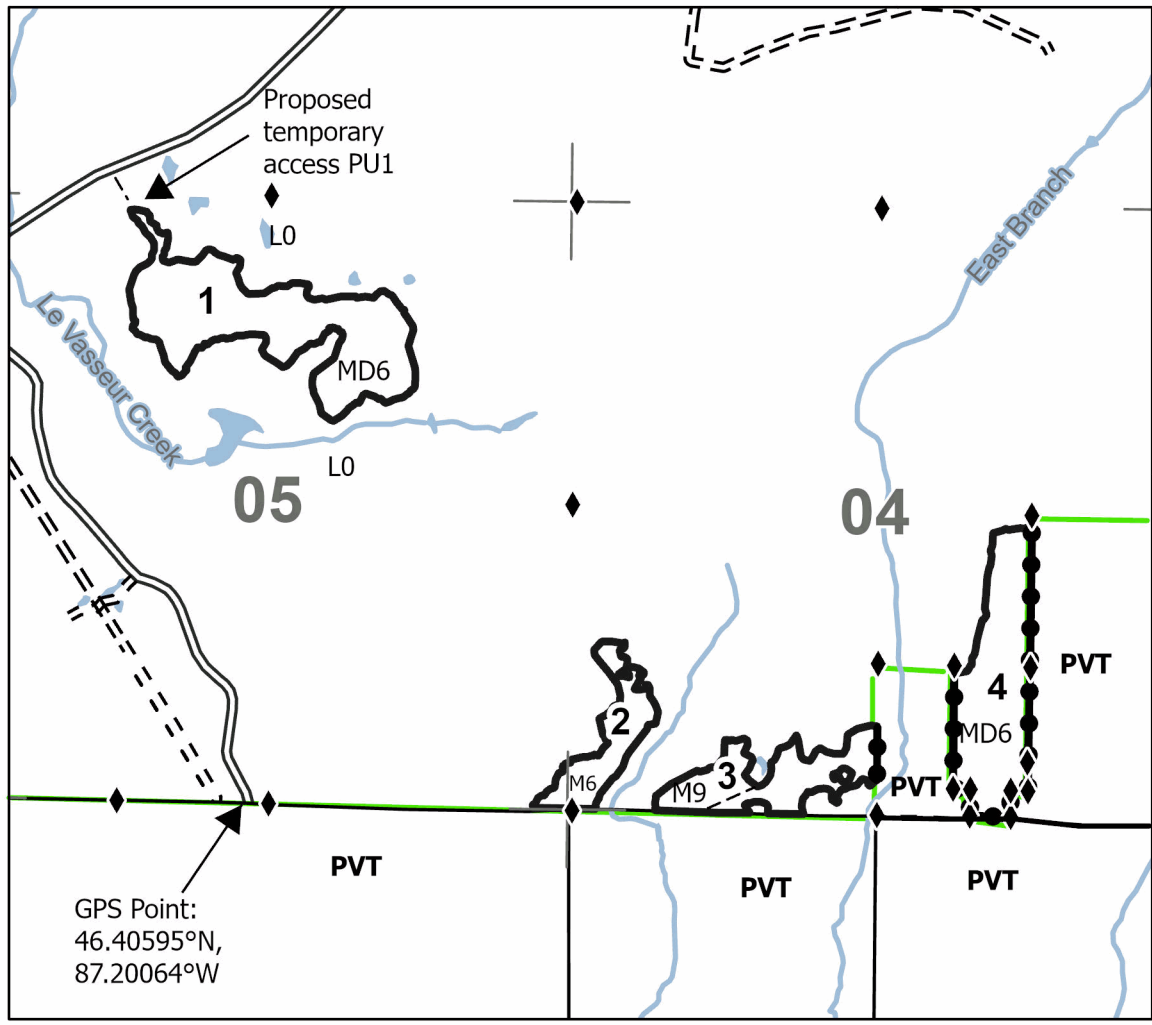 Proposed
temporary
access PU1
L0
East Branch
1
Le Vasseur Creek
MD6
L0
05
04
PVT
4
2
MD6
3
M6
M9
PVT
PVT
PVT
PVT
GPS Point:
46.40595°N,
87.20064°W